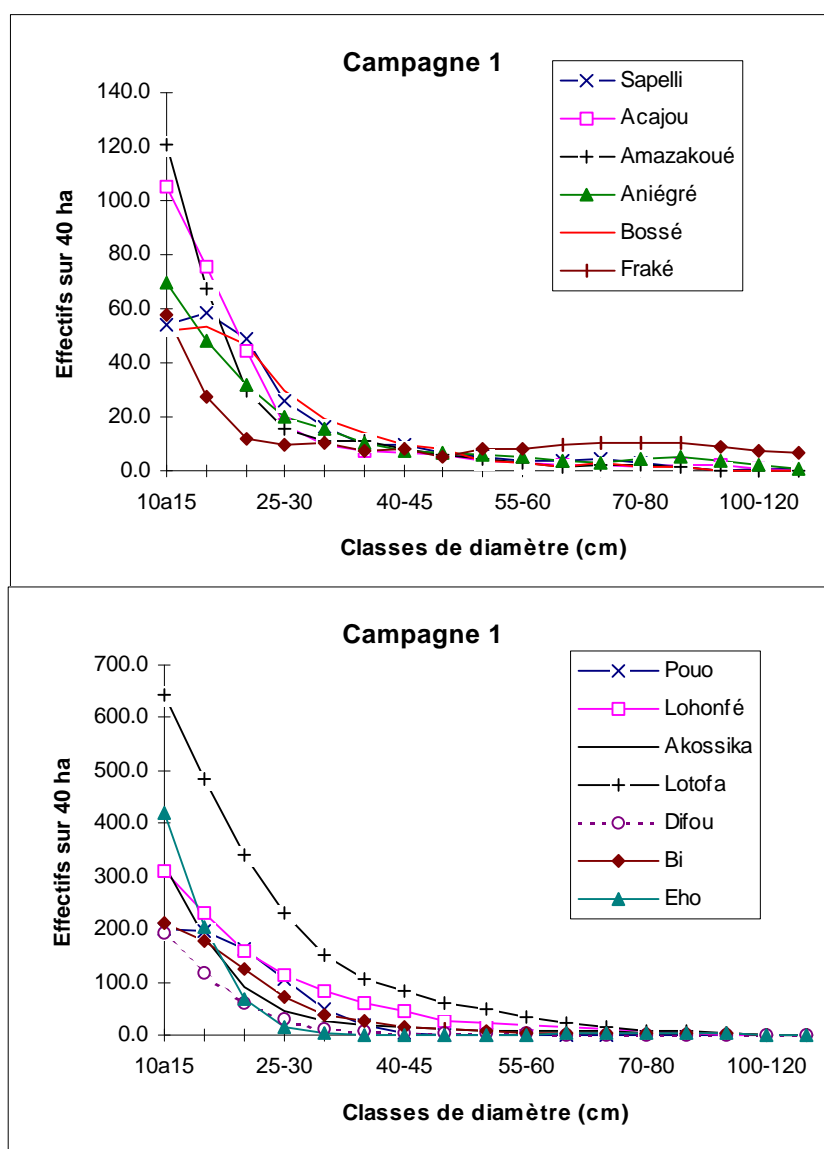 Campagne 1
Sapelli
Acajou
Amazakoué
Aniégré
Bossé
Fraké
140.0
120.0
100.0
80.0
60.0
40.0
20.0
0.0
Effectifs sur 40 ha
10a15 25-30 40-45 55-60 70-80 100-120
Classes de diamètre (cm)
Campagne 1
Pouo
Lohonfé
Akossika
Lotofa
Difou
Bi
Eho
700.0
600.0
500.0
400.0
300.0
200.0
100.0
0.0
Effectifs sur 40 ha
10a15 25-30 40-45 55-60 70-80 100-120
Classes de diamètre (cm)